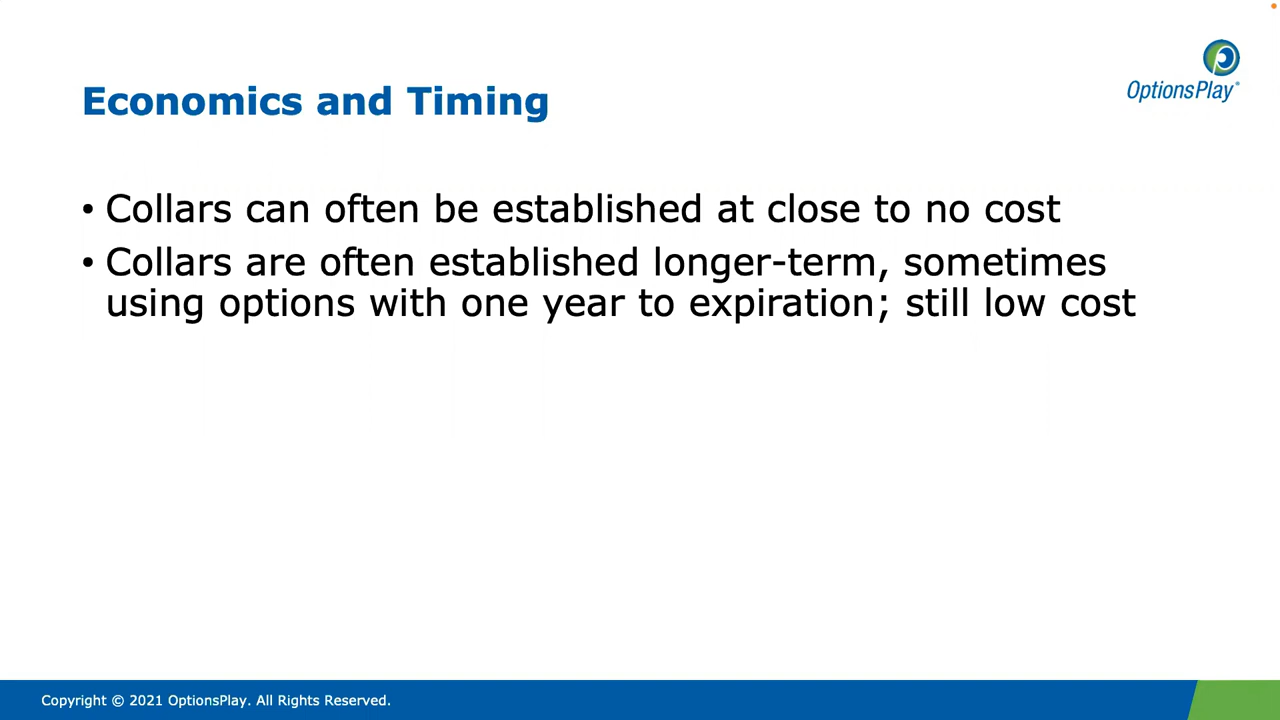 OptionsPlay®
Economics and Timing
• Collars can often be established at close to no cost
• Collars are often established longer-term, sometimes
using options with one year to expiration; still low cost
Copyright © 2021 OptionsPlay. All Rights Reserved.